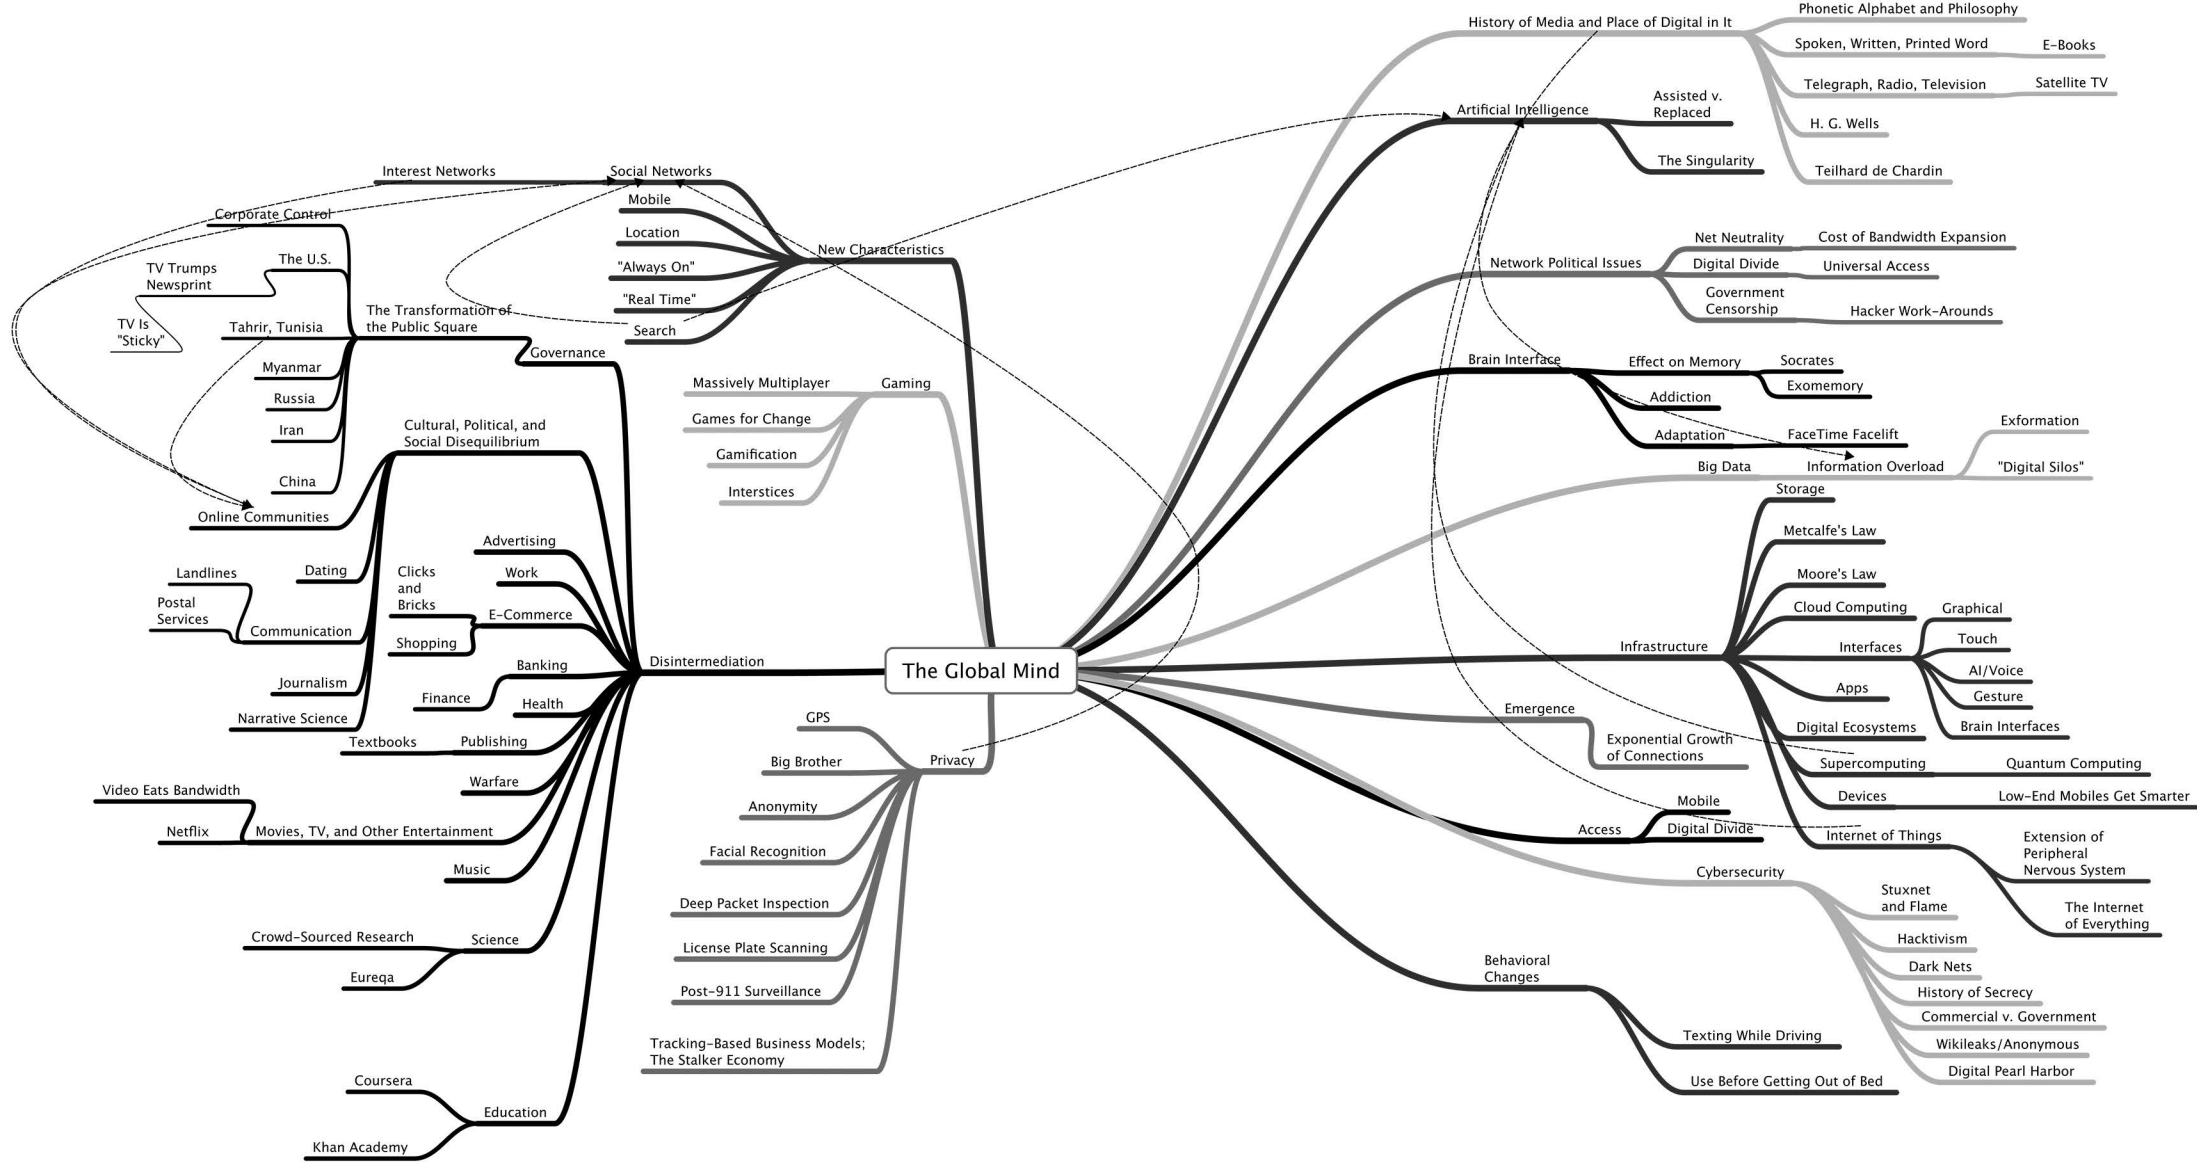 History of Media and Place of Digital in It
Phonetic Alphabet and Philosophy
Spoken, Written, Printed Word
E-Books
Telegraph, Radio, Television
Satellite TV
H. G. Wells
Teilhard de Chardin
Artificial Intelligence
Assisted v.
Replaced
The Singularity
Interest Networks
Social Networks
Mobile
Location
"Always On"
"Real Time"
Search
New Characteristics
Corporate Control
The U.S.
TV Trumps
Newsprint
TV Is
"Sticky"
Tahrir, Tunisia
Myanmar
Russia
Iran
China
The Transformation of
the Public Square
Governance
Network Political Issues
Net Neutrality
Cost of Bandwidth Expansion
Digital Divide
Universal Access
Government
Censorship
Hacker Work-Arounds
Gaming
Massively Multiplayer
Games for Change
Gamification
Interstices
Brain Interface
Effect on Memory
Socrates
Exomemory
Addiction
Adaptation
FaceTime Facelift
Big Data
Information Overload
Exformation
"Digital Silos"
Cultural, Political, and
Social Disequilibrium
Online Communities
Dating
Landlines
Postal
Services
Communication
Journalism
Narrative Science
Advertising
Work
Clicks
and
Bricks
Shopping
E-Commerce
Banking
Finance
Health
Textbooks
Publishing
Warfare
Video Eats Bandwidth
Netflix
Movies, TV, and Other Entertainment
Music
Crowd-Sourced Research
Eureqa
Science
Coursera
Khan Academy
Education
Disintermediation
The Global Mind
Privacy
GPS
Big Brother
Anonymity
Facial Recognition
Deep Packet Inspection
License Plate Scanning
Post-911 Surveillance
Tracking-Based Business Models;
The Stalker Economy
Infrastructure
Storage
Metcalfe's Law
Moore's Law
Cloud Computing
Interfaces
Graphical
Touch
AI/Voice
Gesture
Brain Interfaces
Apps
Digital Ecosystems
Supercomputing
Quantum Computing
Devices
Low-End Mobiles Get Smarter
Internet of Things
Extension of
Peripheral
Nervous System
The Internet
of Everything
Emergence
Exponential Growth
of Connections
Access
Mobile
Digital Divide
Cybersecurity
Stuxnet
and Flame
Hacktivism
Dark Nets
History of Secrecy
Commercial v. Government
Wikileaks/Anonymous
Digital Pearl Harbor
Behavioral
Changes
Texting While Driving
Use Before Getting Out of Bed